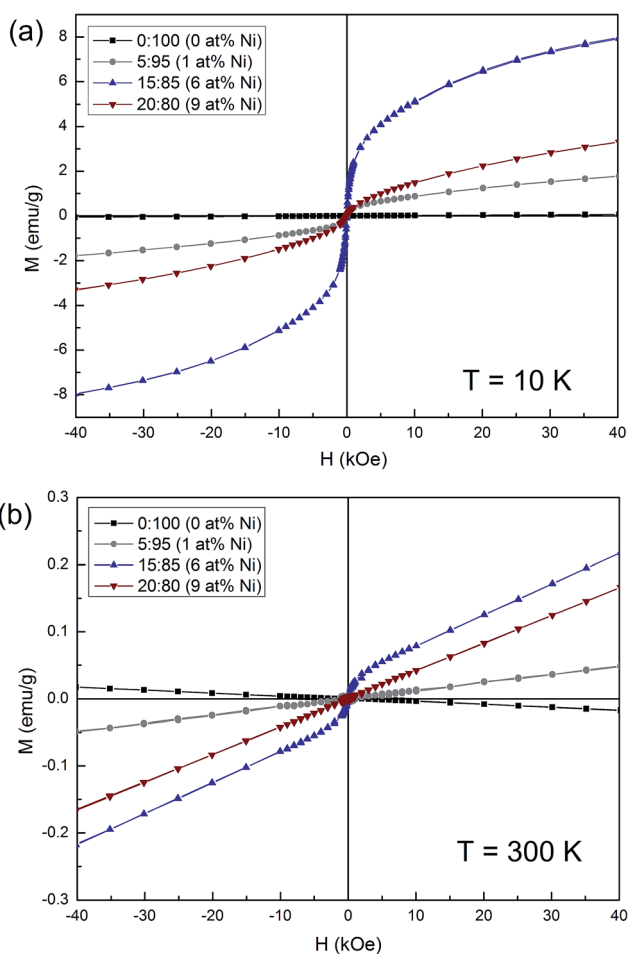 (a)
0:100 (0 at% Ni)
5:95 (1 at% Ni)
15:85 (6 at% Ni)
20:80 (9 at% Ni)
8
6
4
2
0
-2
-4
-6
-8
M (emu/g)
T = 10 K
-40 -30 -20 -10 0 10 20 30 40
H (kOe)
(b)
0:100 (0 at% Ni)
5:95 (1 at% Ni)
15:85 (6 at% Ni)
20:80 (9 at% Ni)
0.3
0.2
0.1
0.0
-0.1
-0.2
-0.3
M (emu/g)
T = 300 K
-40 -30 -20 -10 0 10 20 30 40
H (kOe)